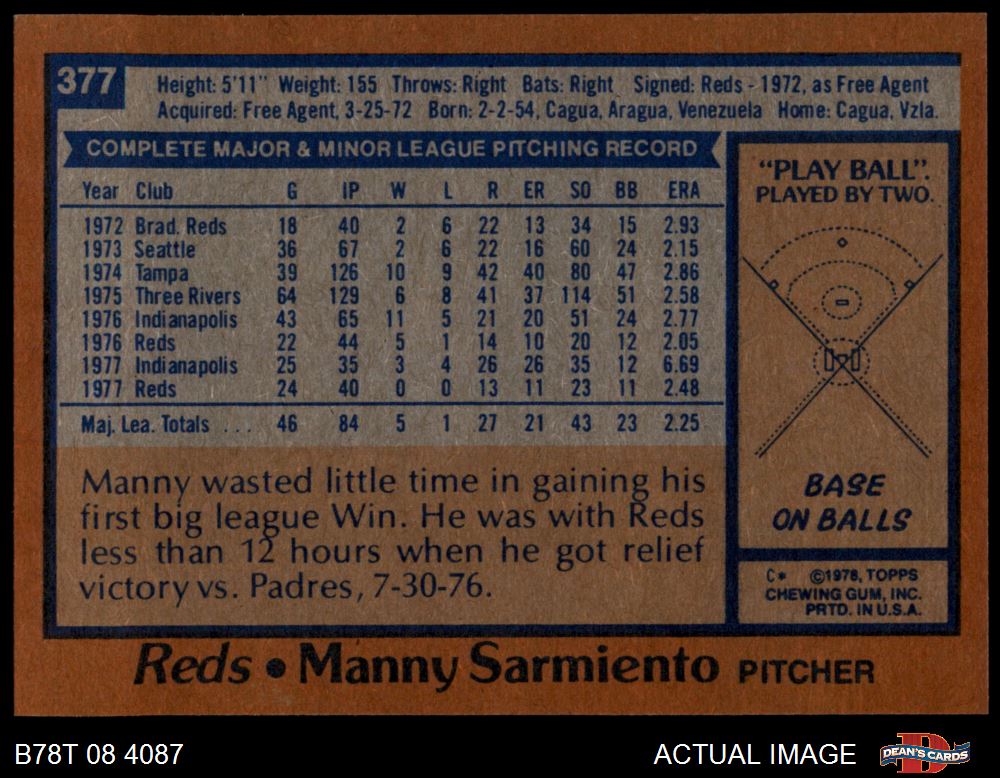 377
Height: 5'11" Weight: 155 Throws: Right Bats: Right Signed: Reds - 1972, as Free Agent
Acquired: Free Agent, 3-25-72 Born: 2-2-54, Cagua, Aragua, Venezuela Home: Cagua, Vzla.
COMPLETE MAJOR & MINOR LEAGUE PITCHING RECORD
Year Club G IP W L R ER SO BB ERA
1972 Brad. Reds 18 40 2 6 22 13 34 15 2.93
1973 Seattle 36 67 2 6 22 16 60 24 2.15
1974 Tampa 39 126 10 9 42 40 80 47 2.86
1975 Three Rivers 64 129 6 8 41 37 114 51 2.58
1976 Indianapolis 43 65 11 5 21 20 51 24 2.77
1976 Reds 22 44 5 1 14 10 20 12 2.05
1977 Indianapolis 25 35 3 4 26 26 35 12 6.69
1977 Reds 24 40 0 0 13 11 23 11 2.48
Maj. Lea. Totals . . . 46 84 5 1 27 21 43 23 2.25
Manny wasted little time in gaining his
first big league Win. He was with Reds
less than 12 hours when he got relief
victory vs. Padres, 7-30-76.
"PLAY BALL".
PLAYED BY TWO.
BASE
ON BALLS
C* ©1978, TOPPS
CHEWING GUM, INC.
PRTD. IN U.S.A.
Reds • Manny Sarmiento PITCHER
B78T 08 4087
ACTUAL IMAGE
DEAN'S CARDS